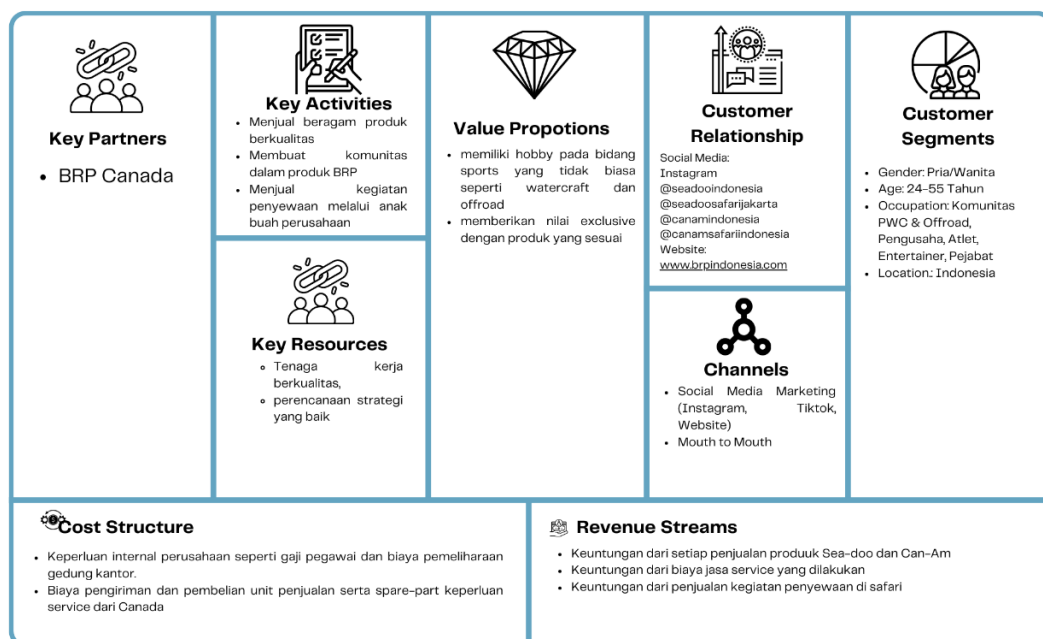 Key Partners
• BRP Canada
Key Activities
• Menjual beragam produk
berkualitas
• Membuat komunitas
dalam produk BRP
• Menjual kegiatan
penyewaan melalui anak
buah perusahaan
Key Resources
◦ Tenaga kerja
berkualitas,
◦ perencanaan strategi
yang baik
Value Propotions
• memiliki hobby pada bidang
sports yang tidak biasa
seperti watercraft dan
offroad
• memberikan nilai exclusive
dengan produk yang sesuai
Customer
Relationship
Social Media:
Instagram
@seadooindonesia
@seadoosafarijakarta
@canamindonesia
@canamsafariindonesia
Website:
www.brpindonesia.com
Channels
• Social Media Marketing
(Instagram, Tiktok,
Website)
• Mouth to Mouth
Customer
Segments
• Gender: Pria/Wanita
• Age: 24-55 Tahun
• Occupation: Komunitas
PWC & Offroad,
Pengusaha, Atlet,
Entertainer, Pejabat
• Location.: Indonesia
Cost Structure
• Keperluan internal perusahaan seperti gaji pegawai dan biaya pemeliharaan
gedung kantor.
• Biaya pengiriman dan pembelian unit penjualan serta spare-part keperluan
service dari Canada
Revenue Streams
• Keuntungan dari setiap penjualan produuk Sea-doo dan Can-Am
• Keuntungan dari biaya jasa service yang dilakukan
• Keuntungan dari penjualan kegiatan penyewaan di safari